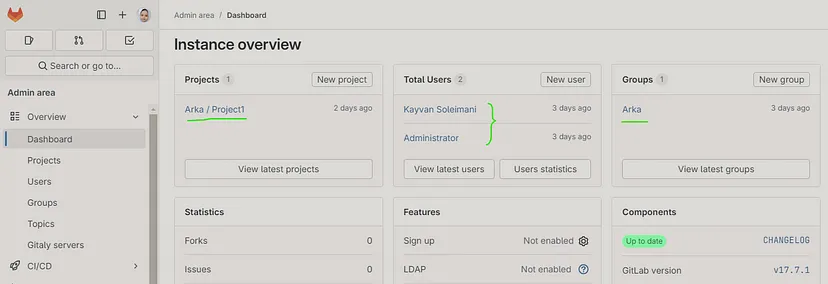 Admin area / Dashboard
Search or go to...
Admin area
Overview
Dashboard
Projects
Users
Groups
Topics
Gitaly servers
CI/CD
Instance overview
Projects 1 New project
Arka / Project1 2 days ago
View latest projects
Total Users 2 New user
Kayvan Soleimani 3 days ago
Administrator 3 days ago
View latest users Users statistics
Groups 1 New group
Arka 3 days ago
View latest groups
Statistics
Forks 0
Issues 0
Features
Sign up Not enabled
LDAP Not enabled
Components
Up to date CHANGELOG
GitLab version v17.7.1